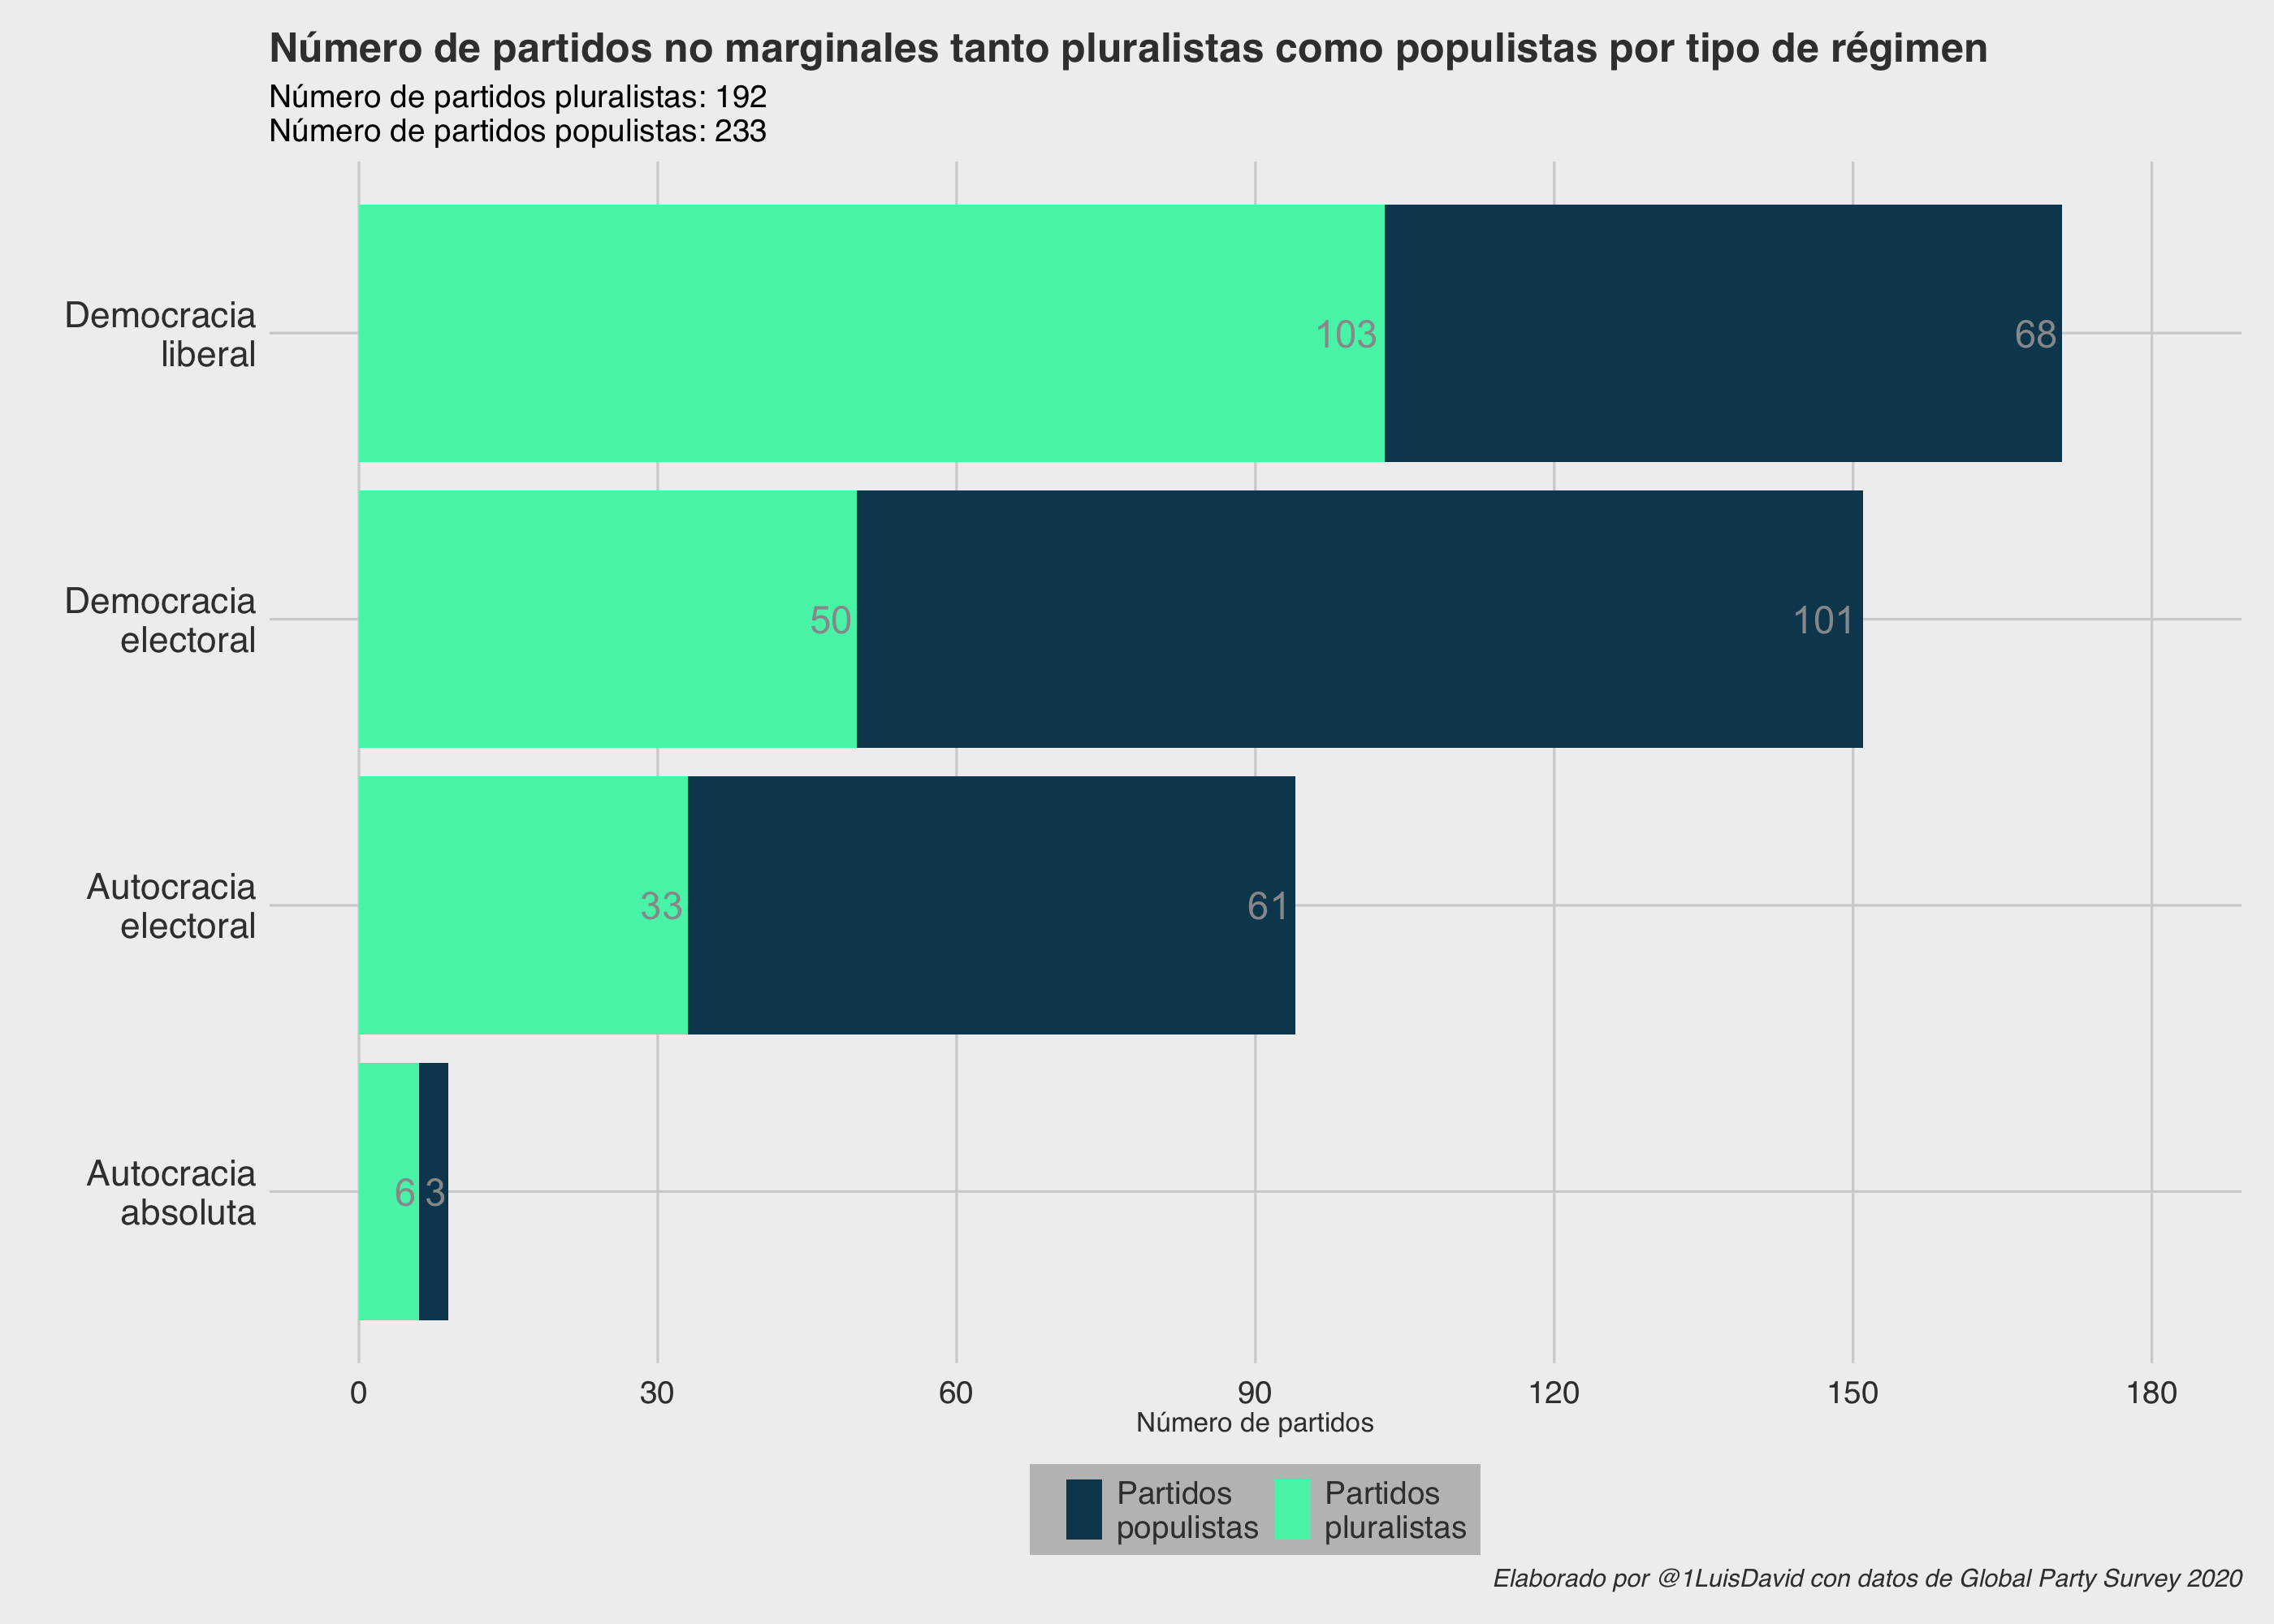 Número de partidos no marginales tanto pluralistas como populistas por tipo de régimen
Número de partidos pluralistas: 192
Número de partidos populistas: 233
Democracia
liberal
103
68
Democracia
electoral
50
101
Autocracia
electoral
33
61
Autocracia
absoluta
6
3
0
30
60
90
120
150
180
Número de partidos
Partidos
populistas
Partidos
pluralistas
Elaborado por @1LuisDavid con datos de Global Party Survey 2020